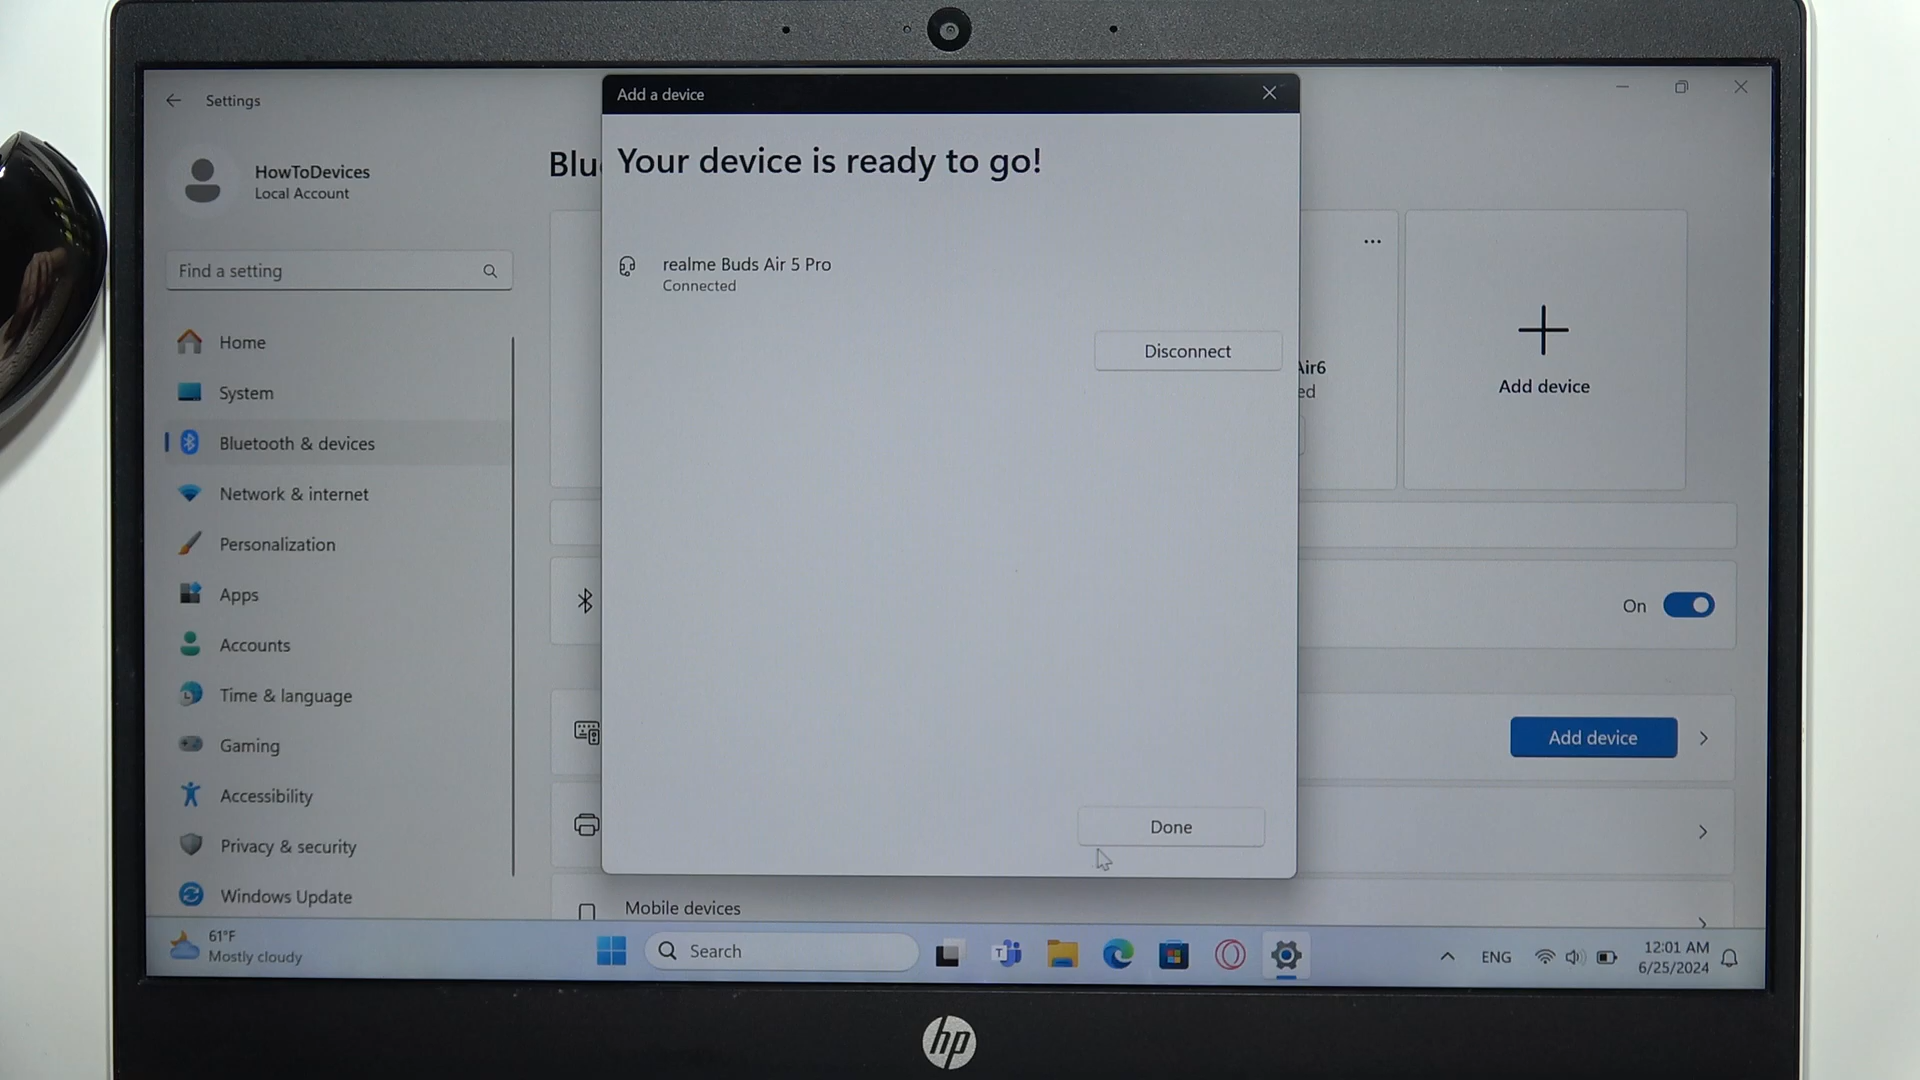 Settings
HowToDevices
Local Account
Find a setting
Home
System
Bluetooth & devices
Network & internet
Personalization
Apps
Accounts
Time & language
Gaming
Accessibility
Privacy & security
Windows Update
Blu
Add a device
Your device is ready to go!
realme Buds Air 5 Pro
Connected
Disconnect
Done
...
Air6
ed
Add device
On
Add device
Mobile devices
61°F
Mostly cloudy
Search
ENG
12:01 AM
6/25/2024
hp